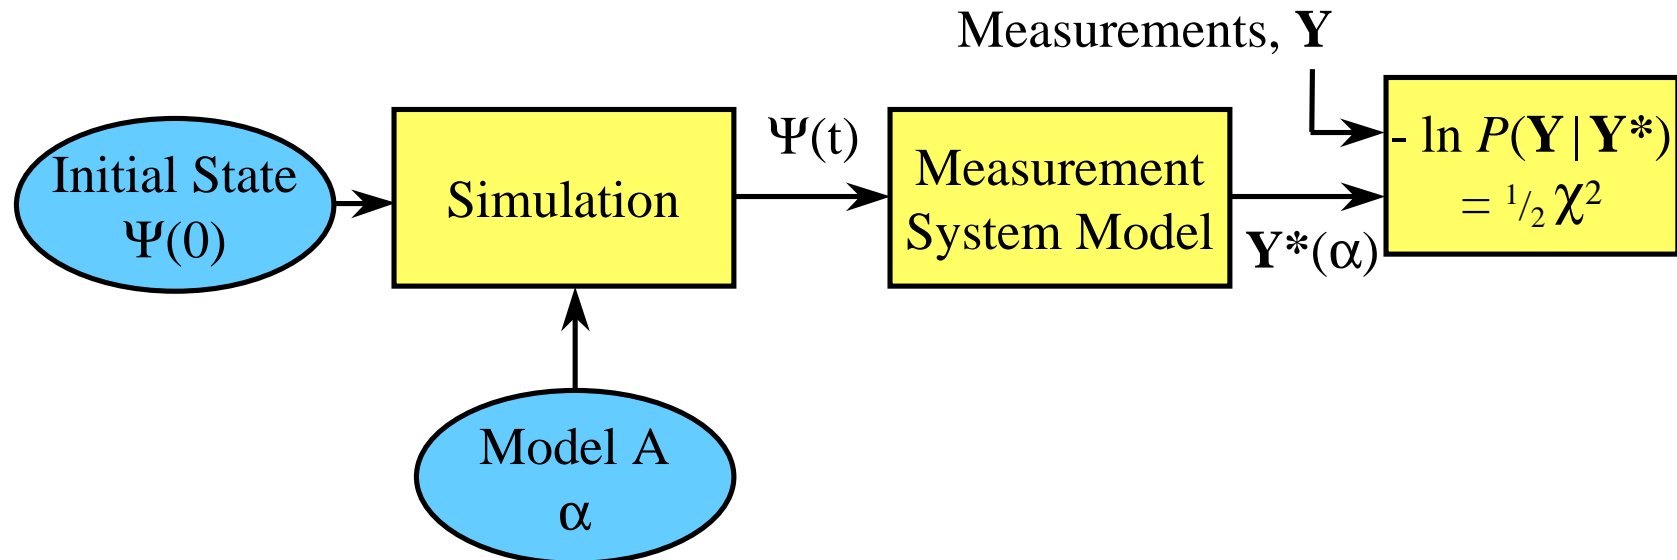 Measurements, Y
Initial State
Ψ(0)
Simulation
Ψ(t)
Measurement
System Model
Y*(α)
- ln P(Y | Y*)
= 1/2 χ²
Model A
α